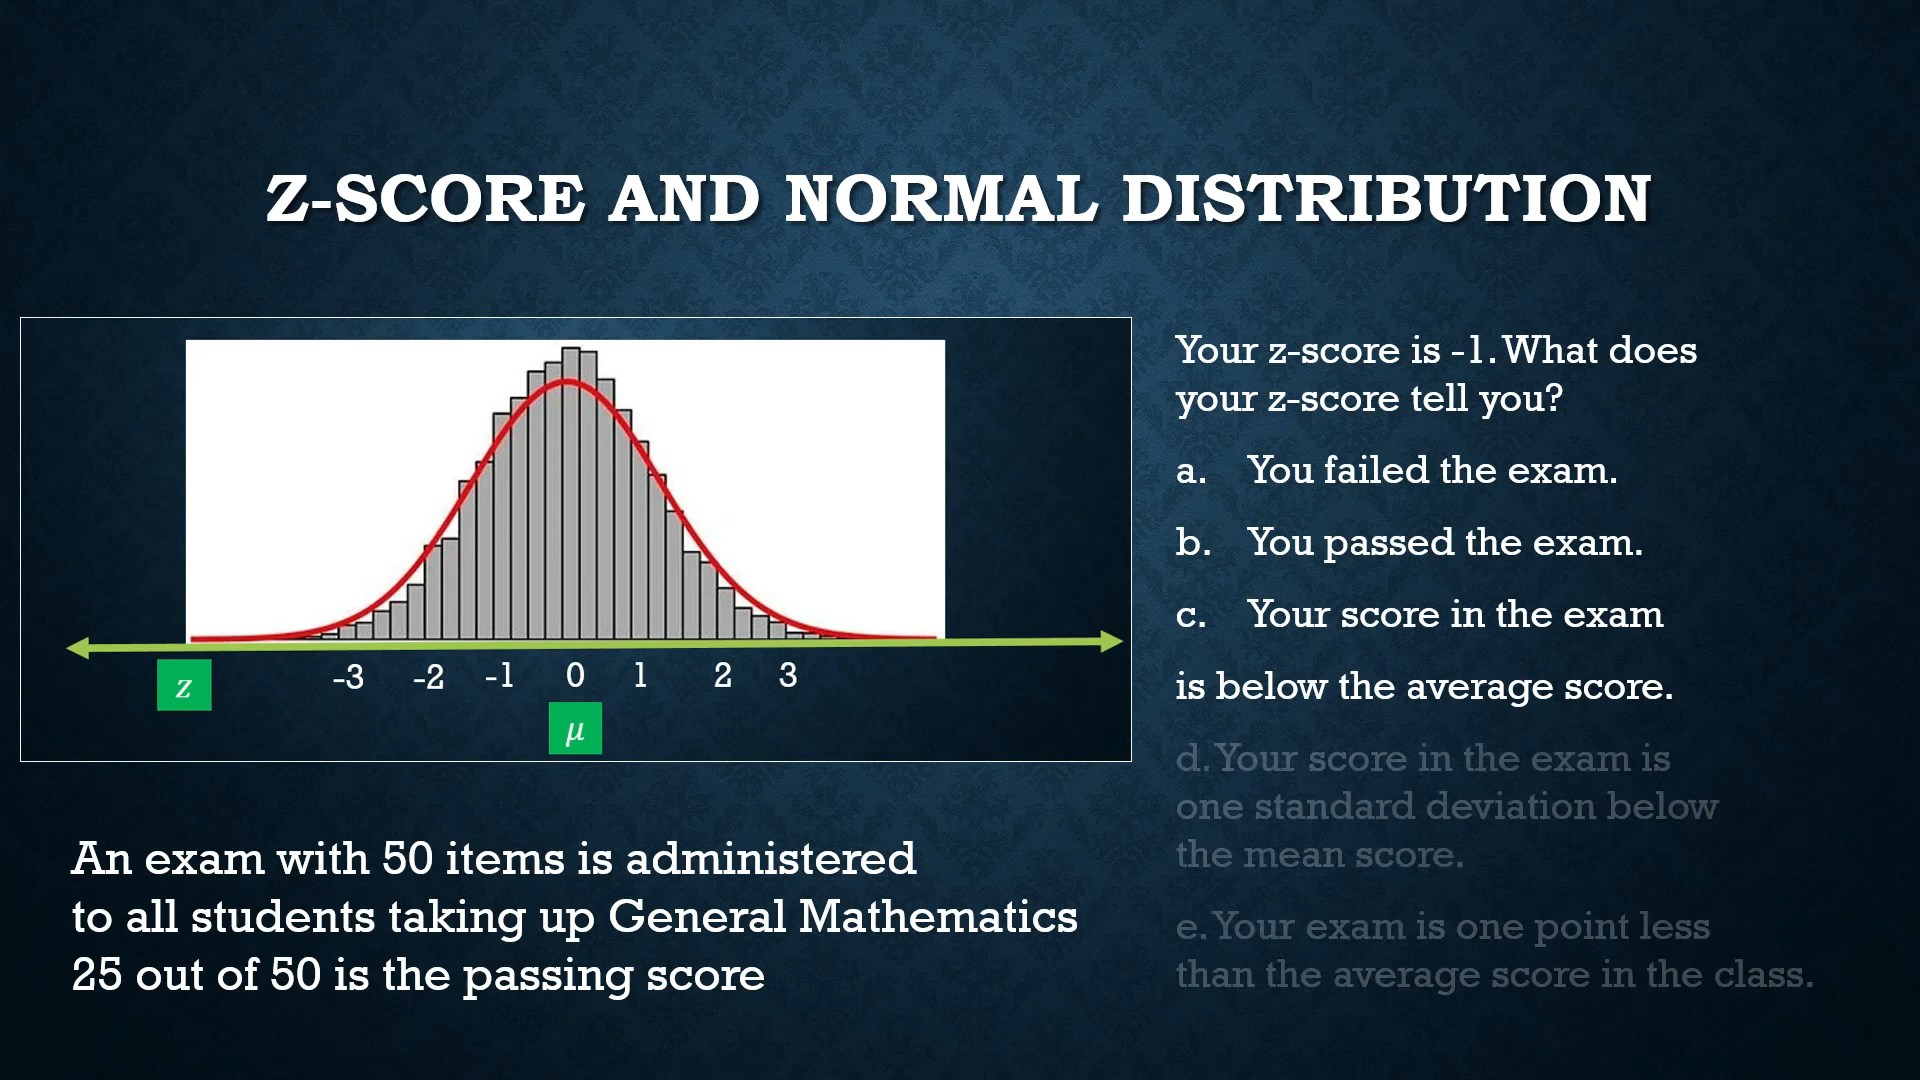 Z-SCORE AND NORMAL DISTRIBUTION
-3 -2 -1 0 1 2 3
z
μ
An exam with 50 items is administered
to all students taking up General Mathematics
25 out of 50 is the passing score
Your z-score is -1. What does
your z-score tell you?
a. You failed the exam.
b. You passed the exam.
c. Your score in the exam
is below the average score.
d. Your score in the exam is
one standard deviation below
the mean score.
e. Your exam is one point less
than the average score in the class.